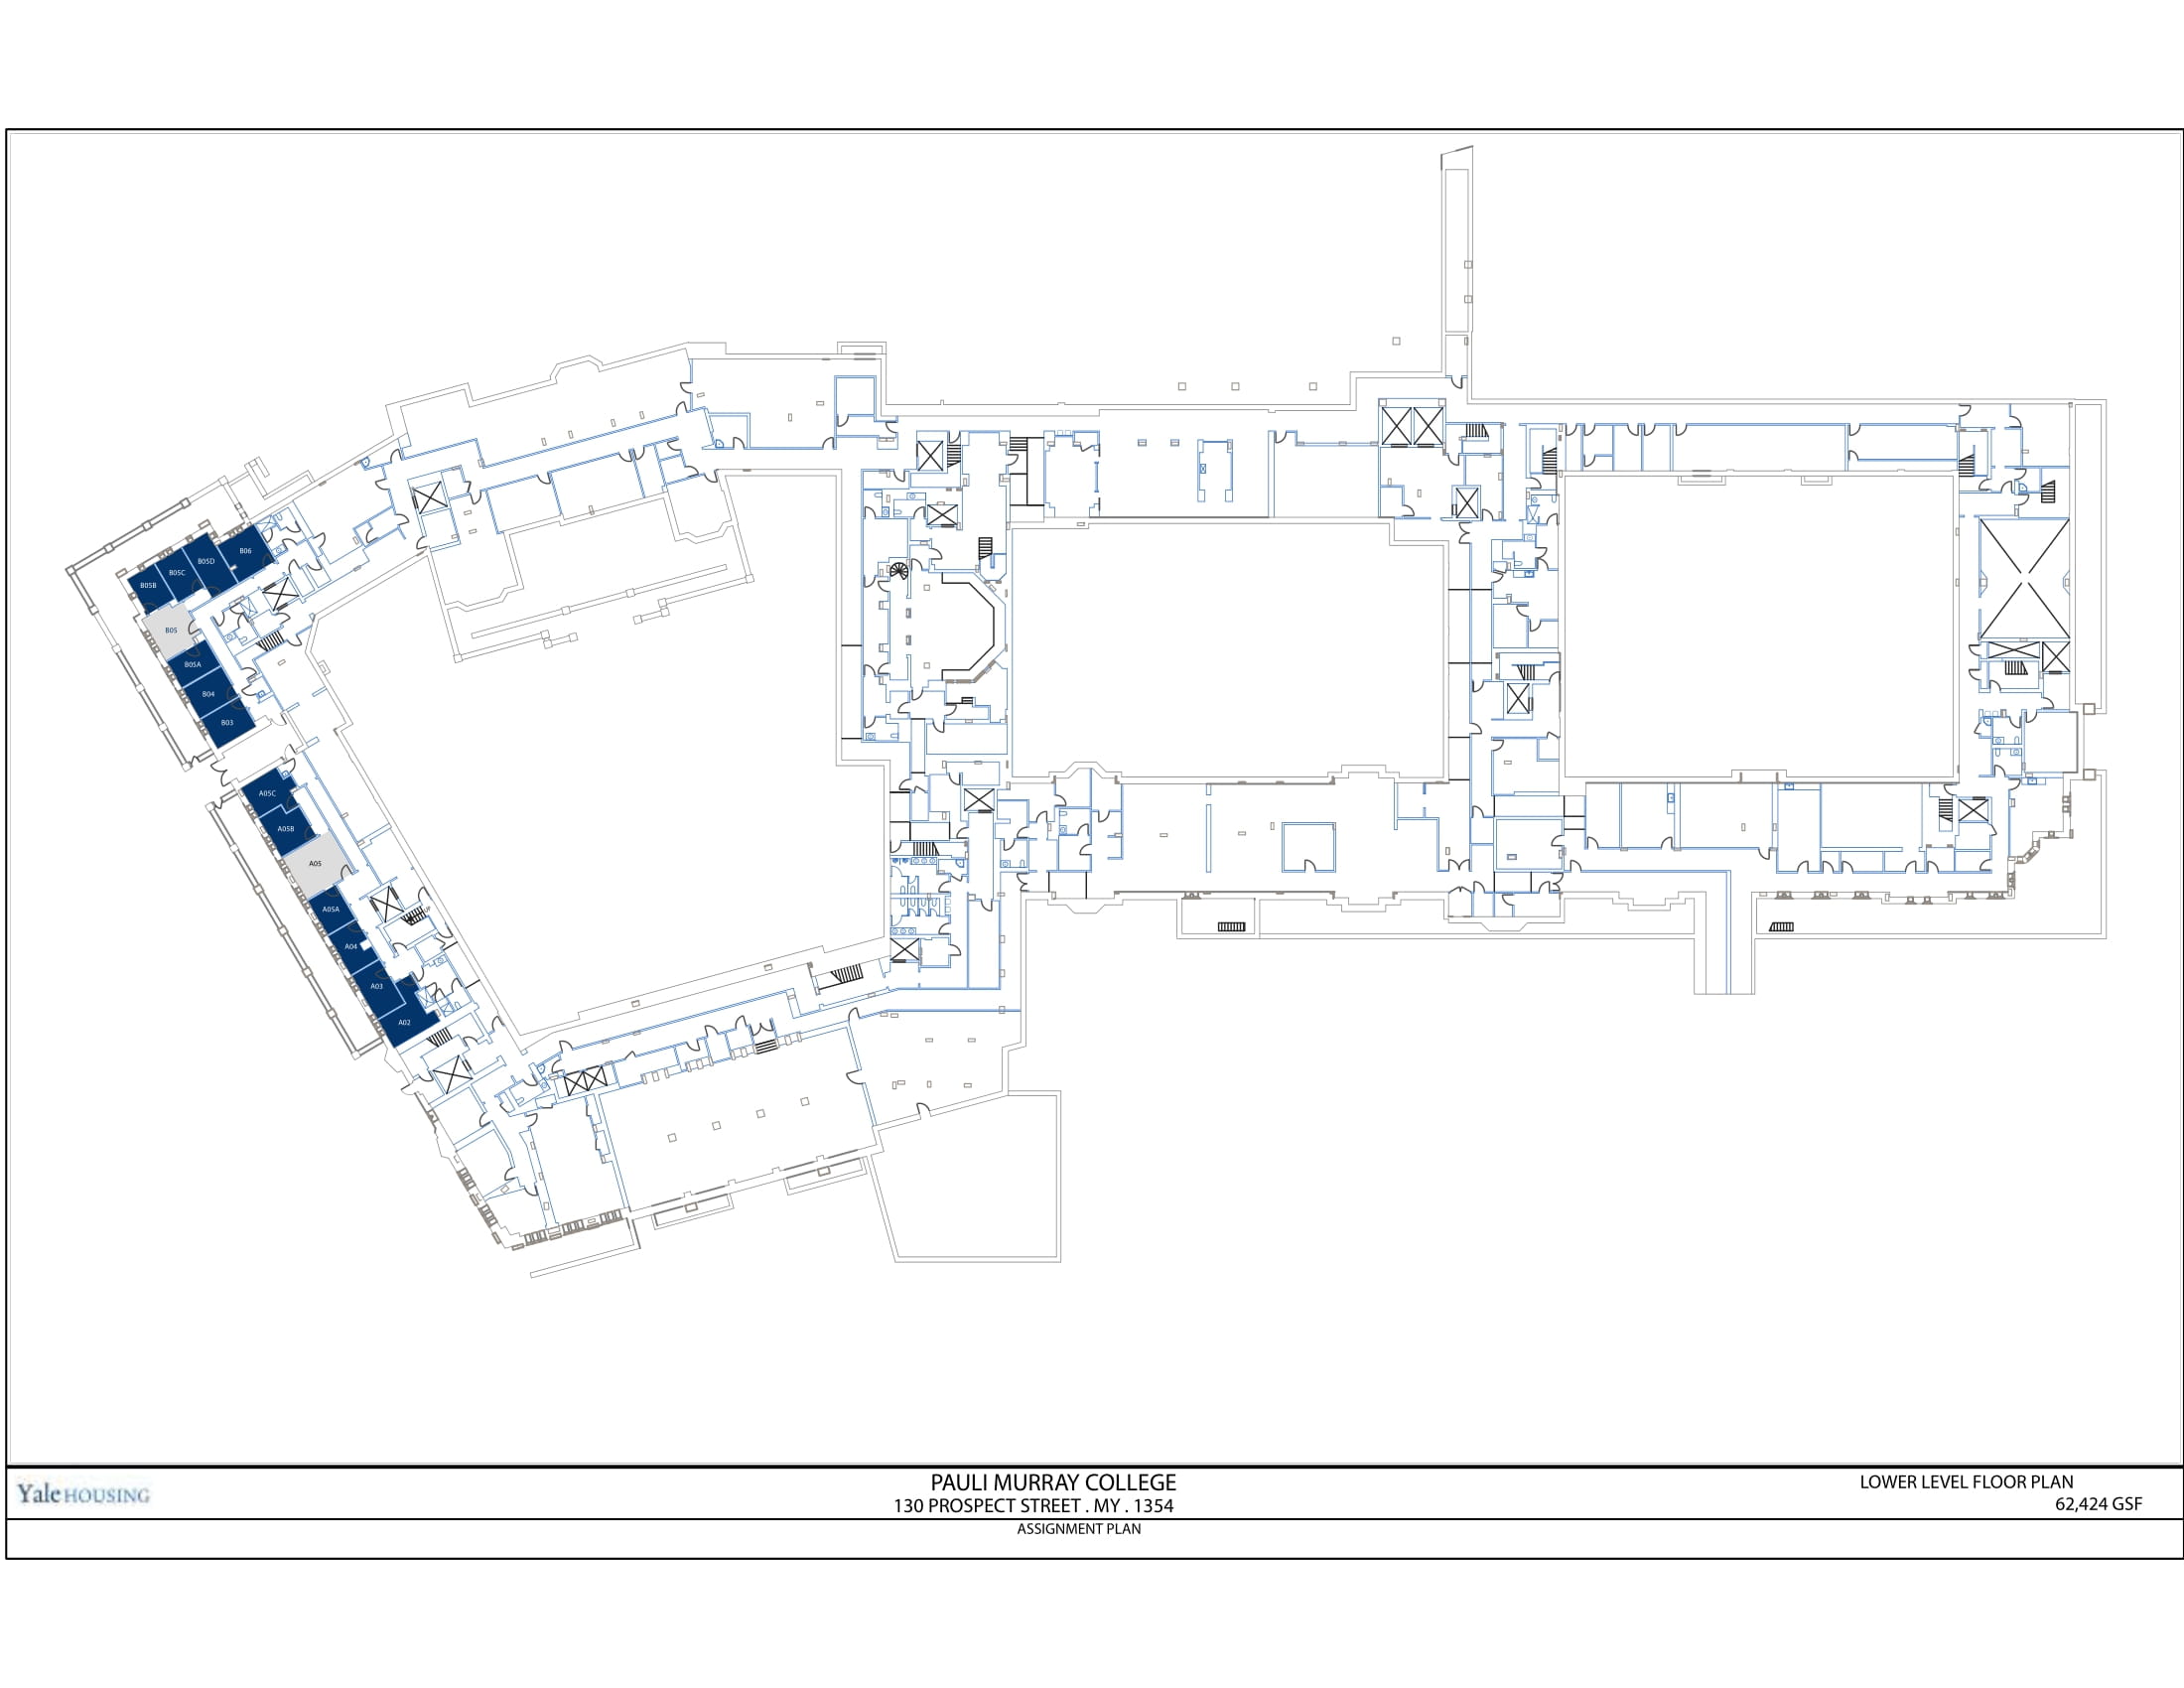 B06
B05D
B05C
B05B
B05
B05A
B04
B03
A05C
A05B
A05
A05A
UP
A04
A03
A02
Yale HOUSING
PAULI MURRAY COLLEGE
130 PROSPECT STREET . MY . 1354
ASSIGNMENT PLAN
LOWER LEVEL FLOOR PLAN
62,424 GSF